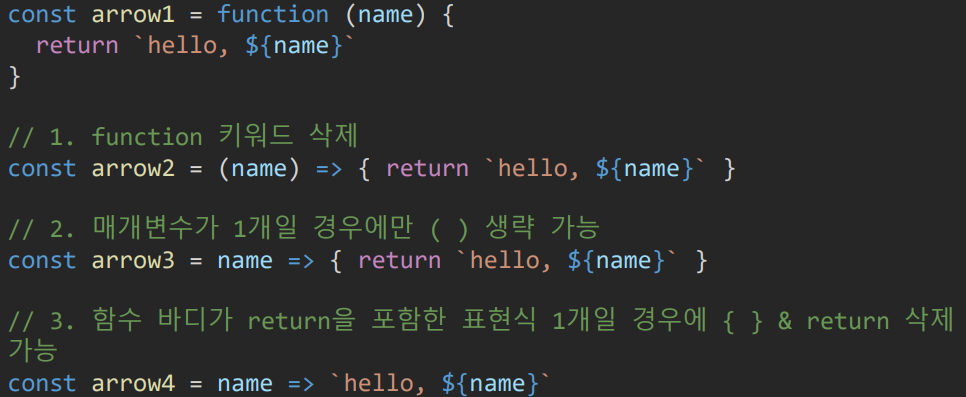 const arrow1 = function (name) {
  return `hello, ${name}`
}
// 1. function 키워드 삭제
const arrow2 = (name) => { return `hello, ${name}` }
// 2. 매개변수가 1개일 경우에만 ( ) 생략 가능
const arrow3 = name => { return `hello, ${name}` }
// 3. 함수 바디가 return을 포함한 표현식 1개일 경우에 { } & return 삭제
가능
const arrow4 = name => `hello, ${name}`